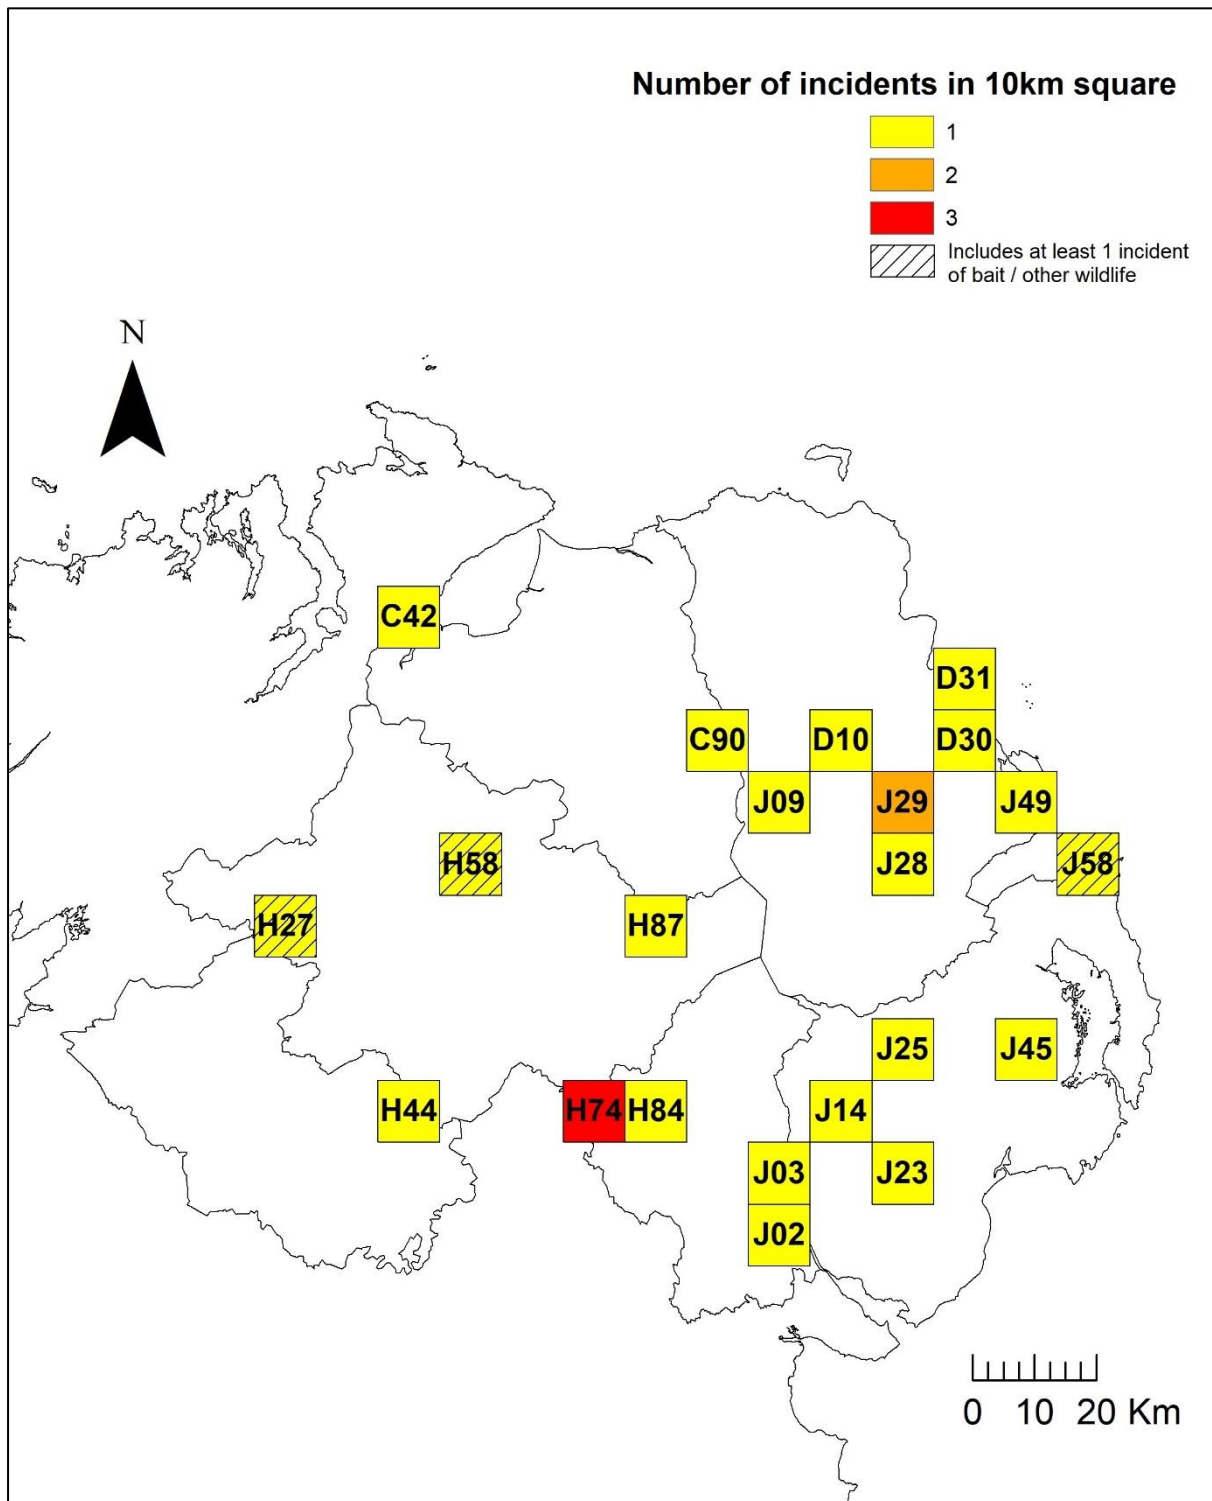 Number of incidents in 10km square
1
2
3
Includes at least 1 incident
of bait / other wildlife
N
C42
D31
C90
D10
D30
J09
J29
J49
H58
J28
J58
H27
H87
J25
J45
H44
H74
H84
J14
J03
J23
J02
0 10 20 Km